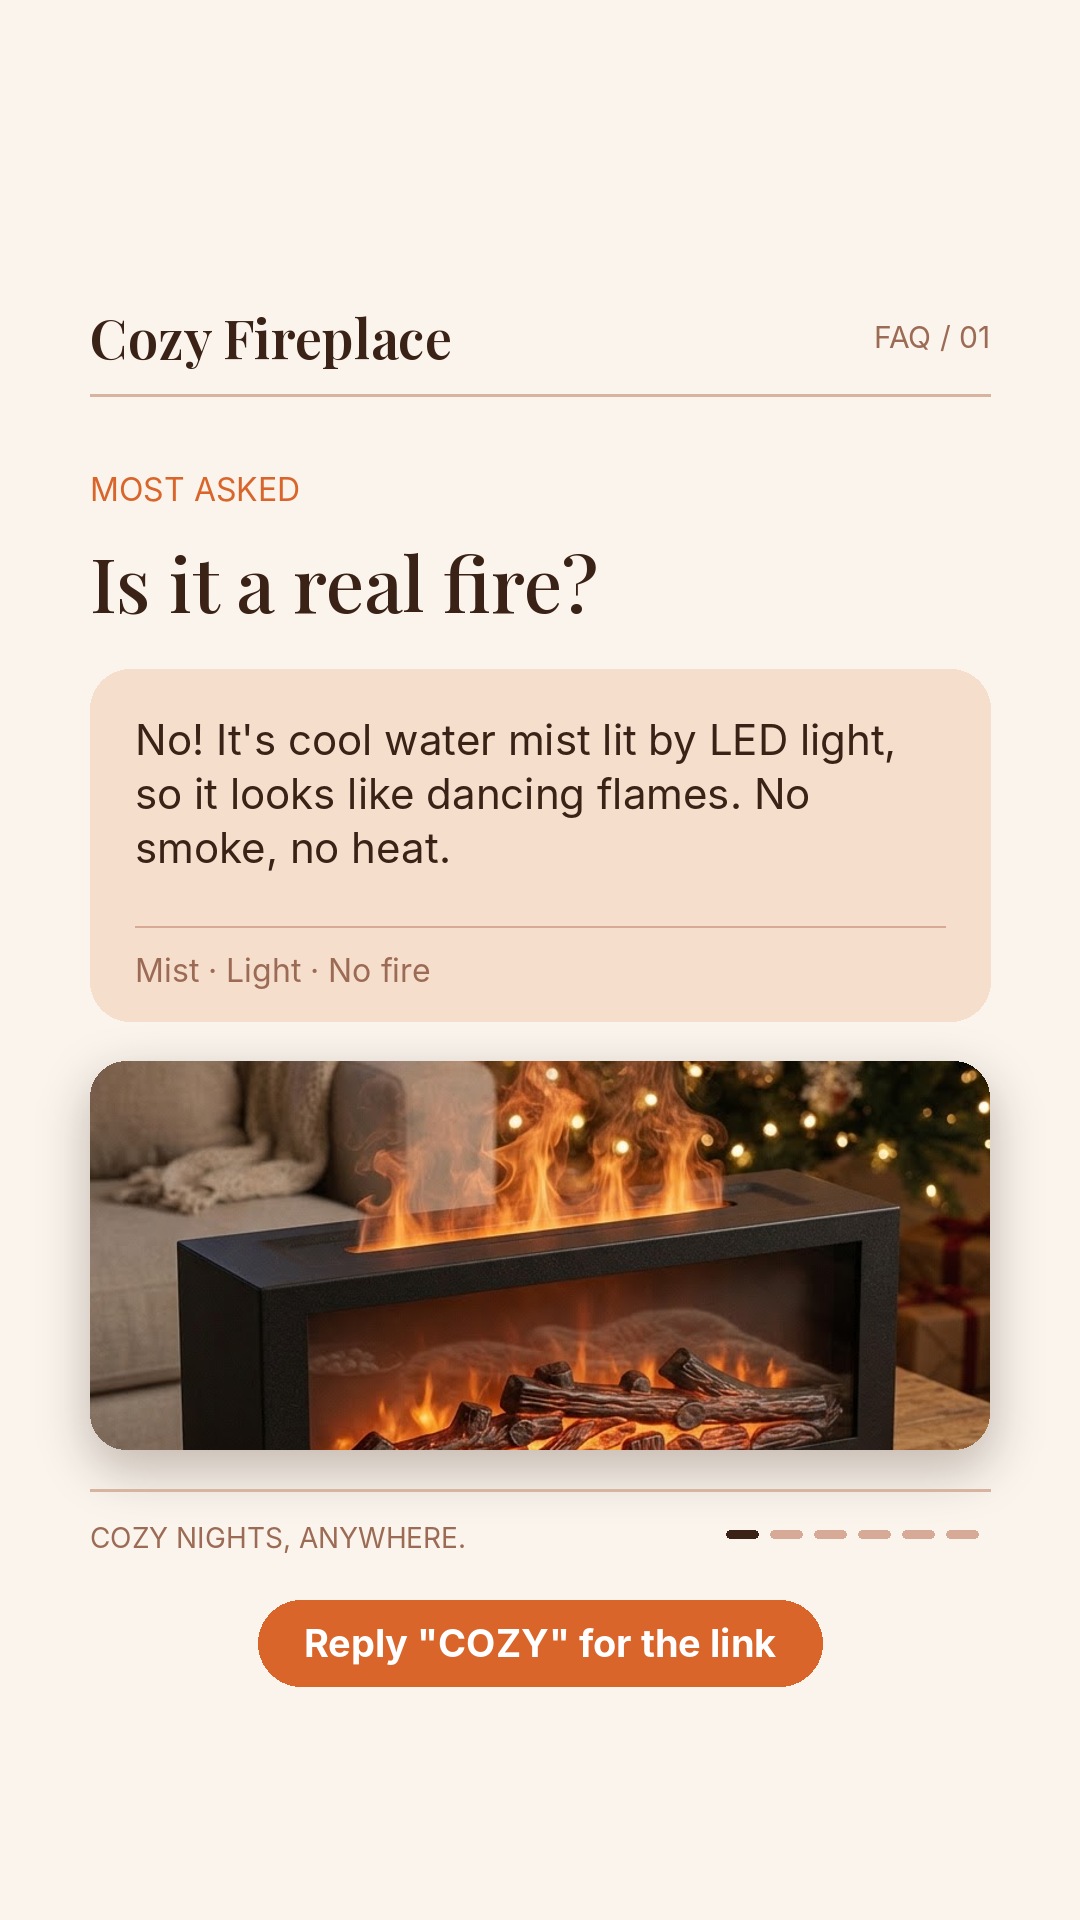 Cozy Fireplace
FAQ / 01
MOST ASKED
Is it a real fire?
No! It's cool water mist lit by LED light,
so it looks like dancing flames. No
smoke, no heat.
Mist · Light · No fire
COZY NIGHTS, ANYWHERE.
Reply "COZY" for the link